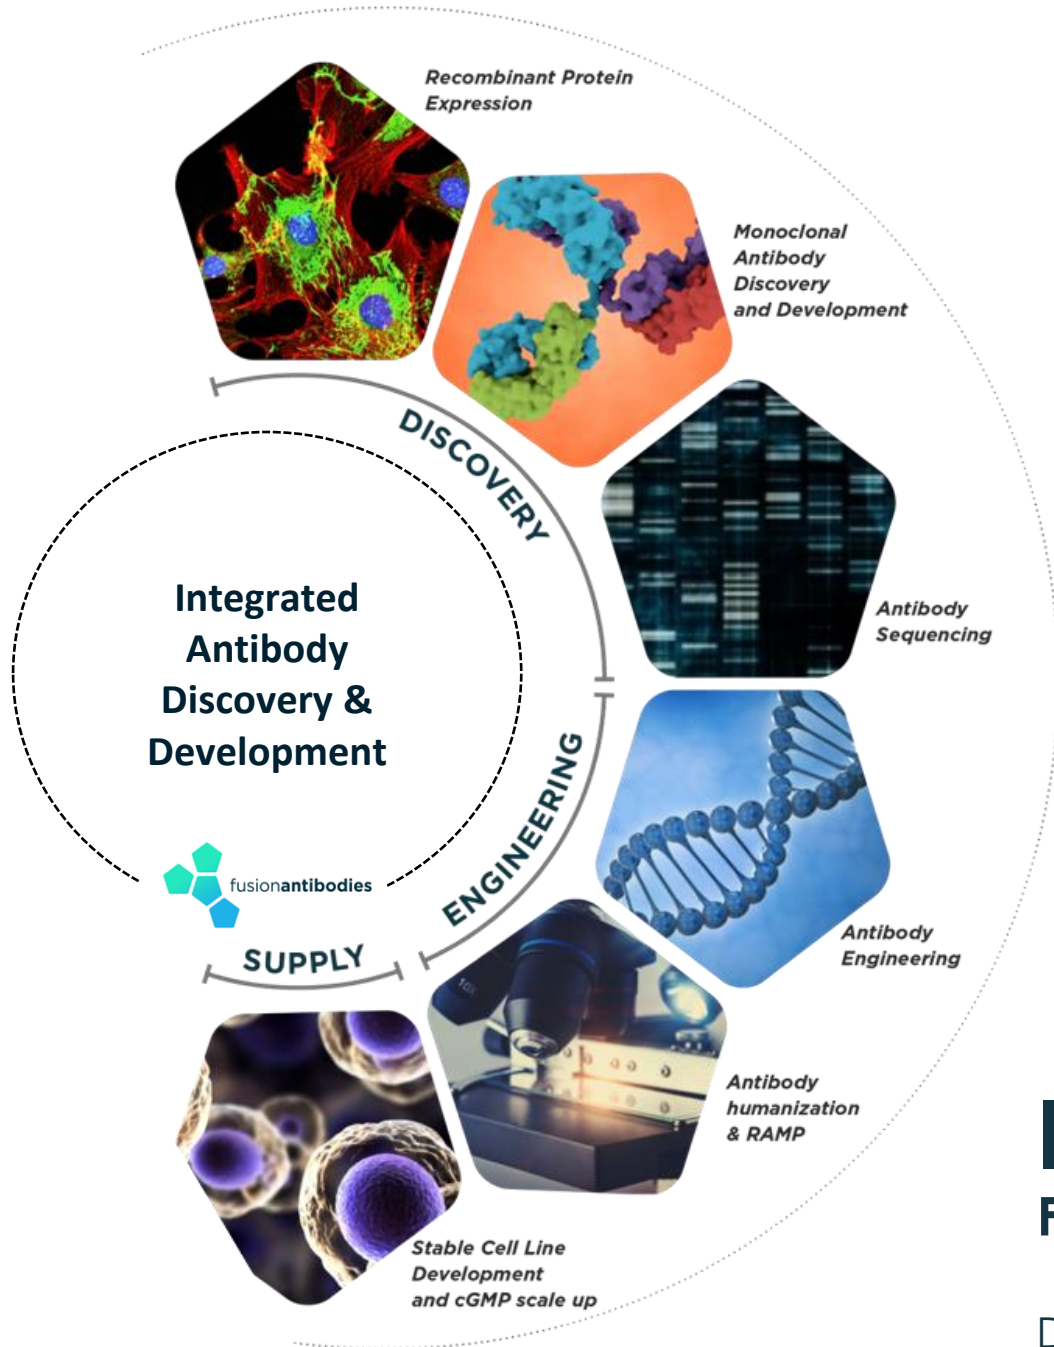 Recombinant Protein
Expression
Monoclonal
Antibody
Discovery
and Development
DISCOVERY
Integrated
Antibody
Discovery &
Development
Antibody
Sequencing
ENGINEERING
fusionantibodies
SUPPLY
Antibody
Engineering
10X
Antibody
humanization
& RAMP
Stable Cell Line
Development
and cGMP scale up
F
D